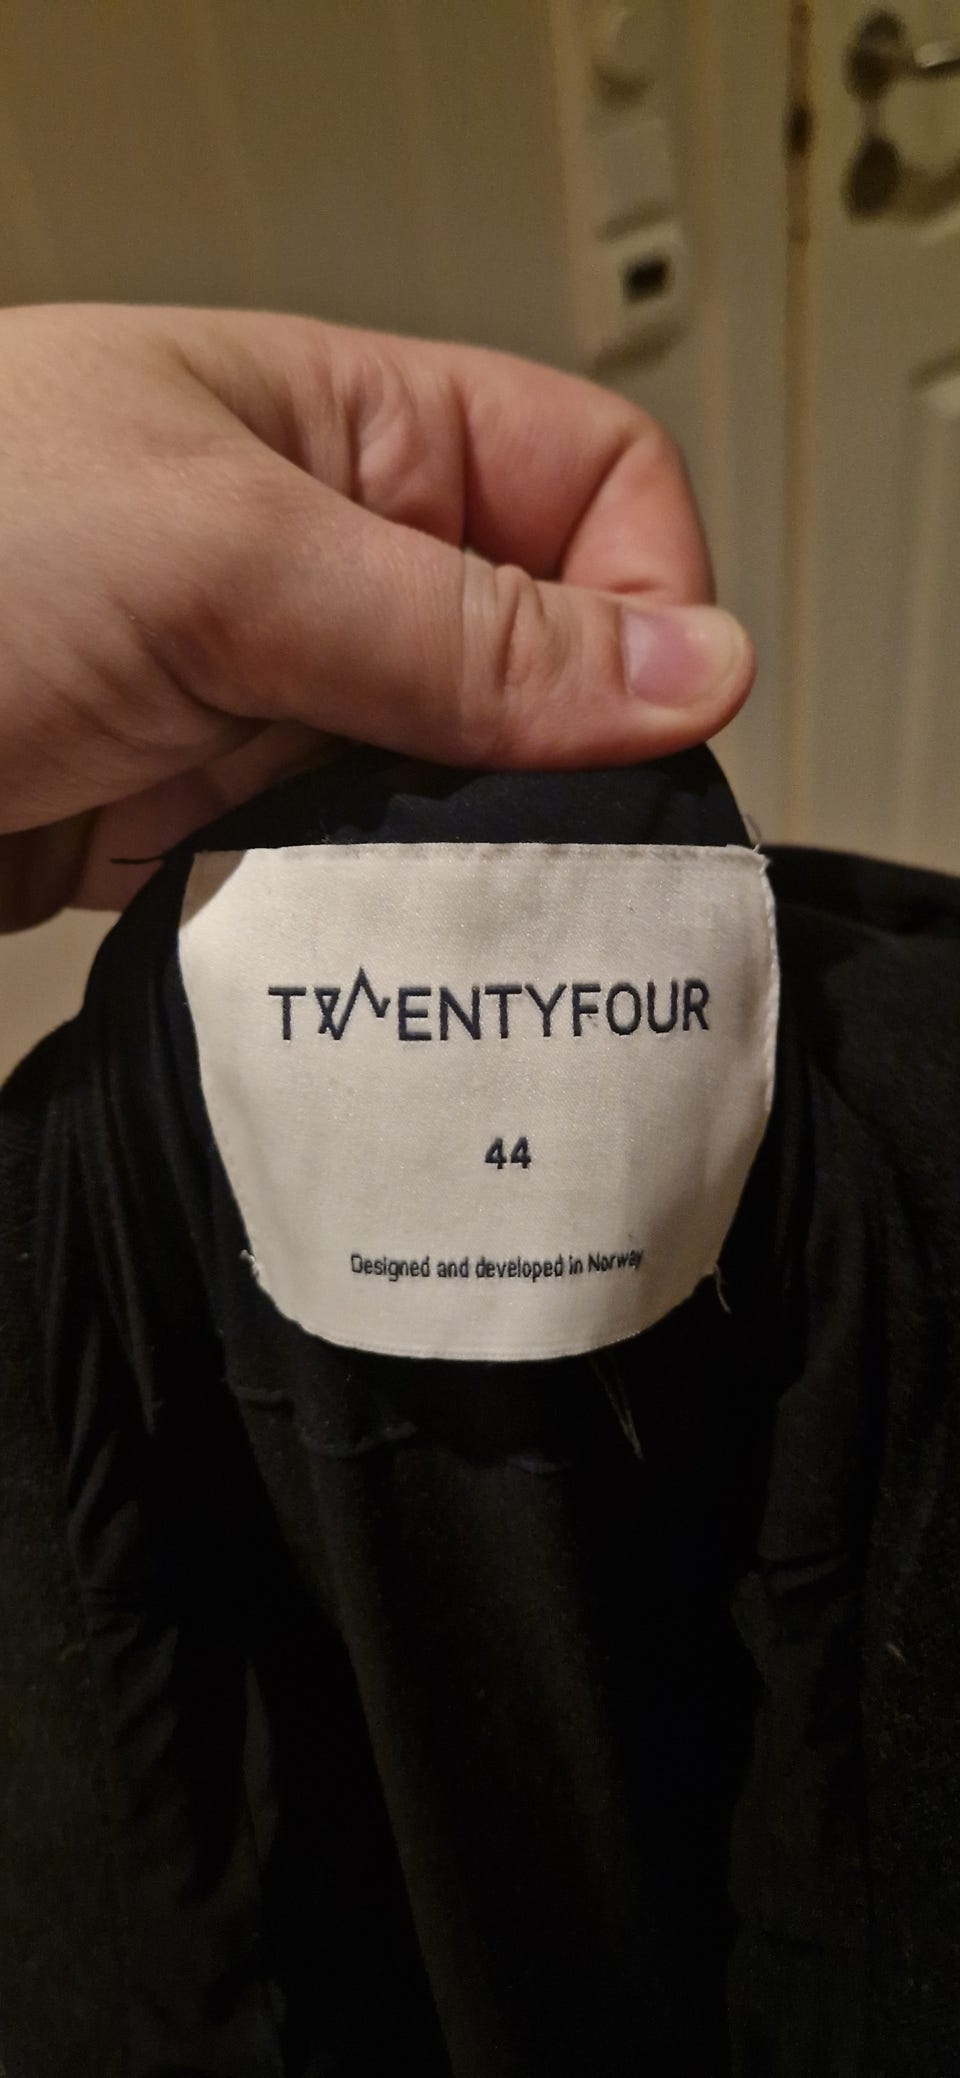 TWENTYFOUR
44
Designed and developed in Norway